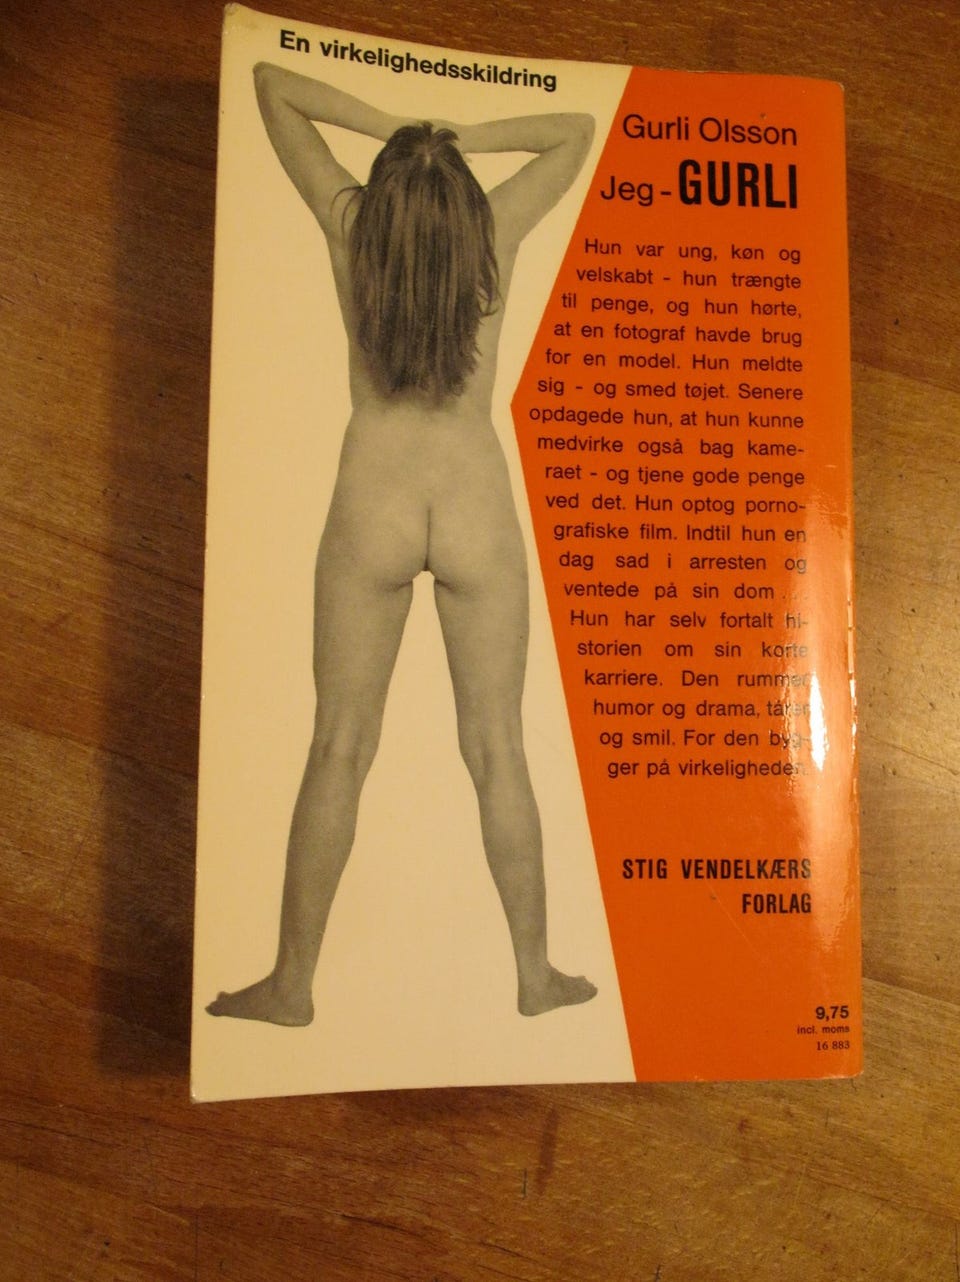 En virkelighedsskildring
Gurli Olsson
Jeg - GURLI
Hun var ung, køn og
velskabt - hun trængte
til penge, og hun hørte,
at en fotograf havde brug
for en model. Hun meldte
sig - og smed tøjet. Senere
opdagede hun, at hun kunne
medvirke også bag kame-
raet - og tjene gode penge
ved det. Hun optog porno-
grafiske film. Indtil hun en
dag sad i arresten og
ventede på sin dom ...
Hun har selv fortalt hi-
storien om sin korte
karriere. Den rummer
humor og drama, tårer
og smil. For den byg-
ger på virkeligheden.
STIG VENDELKÆRS
FORLAG
9,75
incl. moms
16 883